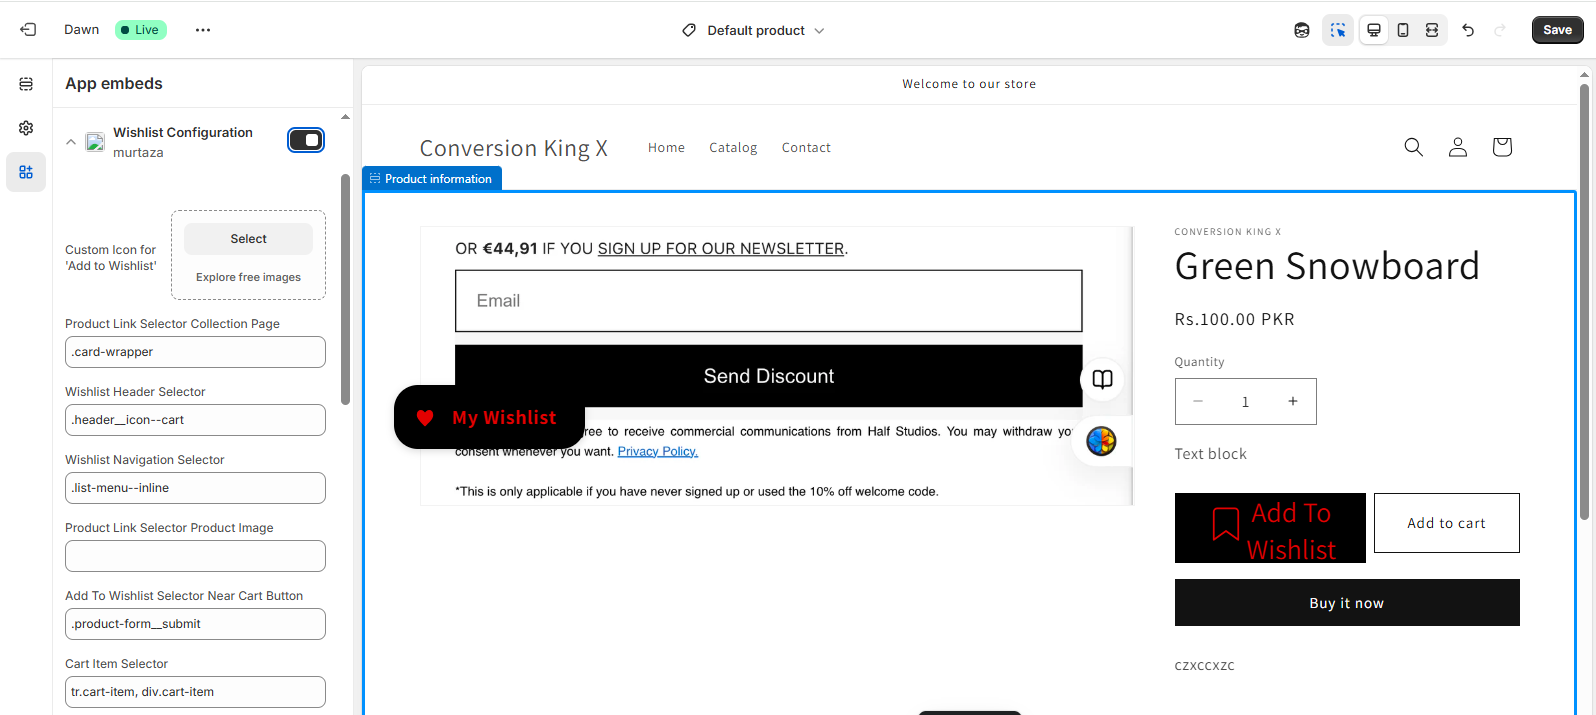 Dawn
Live
Default product
Save
App embeds
Wishlist Configuration
murtaza
Custom Icon for
'Add to Wishlist'
Select
Explore free images
Product Link Selector Collection Page
.card-wrapper
Wishlist Header Selector
.header__icon--cart
Wishlist Navigation Selector
.list-menu--inline
Product Link Selector Product Image
Add To Wishlist Selector Near Cart Button
.product-form__submit
Cart Item Selector
tr.cart-item, div.cart-item
Welcome to our store
Conversion King X
Home
Catalog
Contact
Product information
OR €44,91 IF YOU SIGN UP FOR OUR NEWSLETTER.
Email
Send Discount
My Wishlist
to receive commercial communications from Half Studios. You may withdraw
consent whenever you want. Privacy Policy.
*This is only applicable if you have never signed up or used the 10% off welcome code.
CONVERSION KING X
Green Snowboard
Rs.100.00 PKR
Quantity
− 1 +
Text block
Add To
Wishlist
Add to cart
Buy it now
czxccxzc